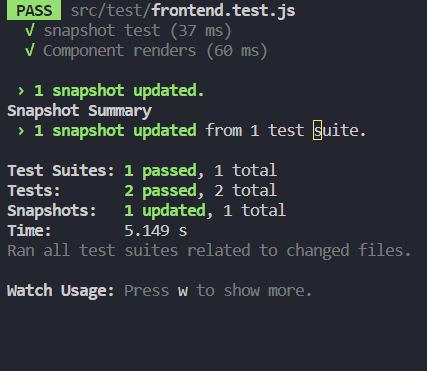 PASS src/test/frontend.test.js
√ snapshot test (37 ms)
√ Component renders (60 ms)
› 1 snapshot updated.
Snapshot Summary
› 1 snapshot updated from 1 test suite.
Test Suites: 1 passed, 1 total
Tests: 2 passed, 2 total
Snapshots: 1 updated, 1 total
Time: 5.149 s
Ran all test suites related to changed files.
Watch Usage: Press w to show more.